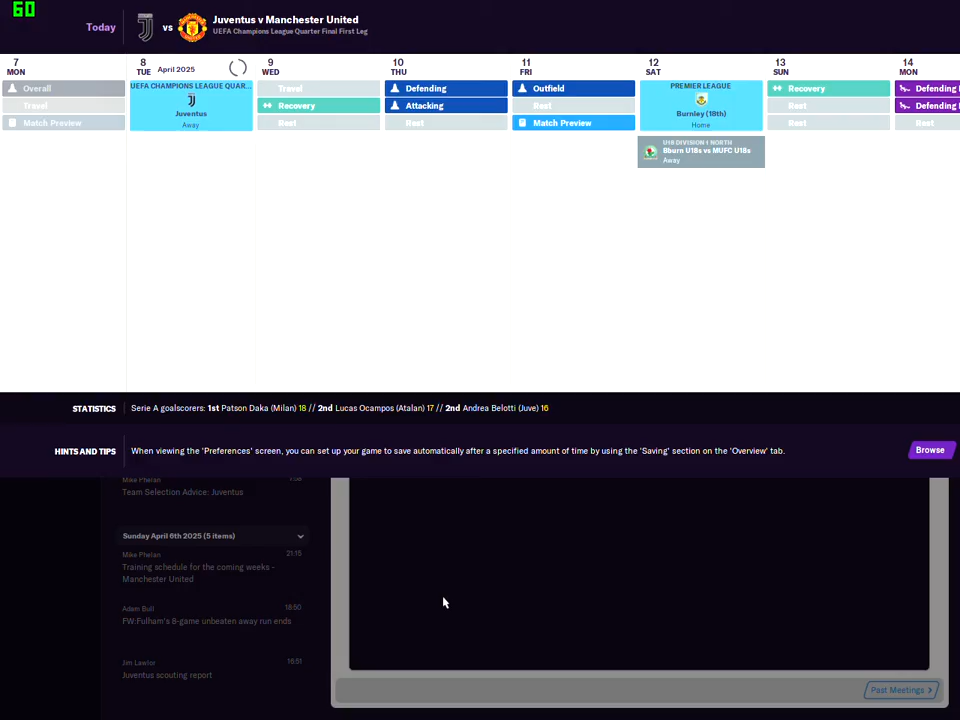 60
Today
vs
Juventus v Manchester United
UEFA Champions League Quarter Final First Leg
7
MON
8
TUE April 2025
9
WED
10
THU
11
FRI
12
SAT
13
SUN
14
MON
Overall
Travel
Match Preview
UEFA CHAMPIONS LEAGUE QUAR...
Juventus
Away
Travel
Recovery
Rest
Defending
Attacking
Rest
Outfield
Rest
Match Preview
PREMIER LEAGUE
Burnley (18th)
Home
U18 DIVISION 1 NORTH
Bburn U18s vs MUFC U18s
Away
Recovery
Rest
Rest
Defending
Defending
Rest
STATISTICS
Serie A goalscorers: 1st Patson Daka (Milan) 18 // 2nd Lucas Ocampos (Atalan) 17 // 2nd Andrea Belotti (Juve) 16
HINTS AND TIPS
When viewing the 'Preferences' screen, you can set up your game to save automatically after a specified amount of time by using the 'Saving' section on the 'Overview' tab.
Browse
Mike Phelan
Team Selection Advice: Juventus
Sunday April 6th 2025 (5 items)
Mike Phelan 21:15
Training schedule for the coming weeks -
Manchester United
Adam Bull 18:50
FW:Fulham's 8-game unbeaten away run ends
Jim Lawlor 16:51
Juventus scouting report
Past Meetings >